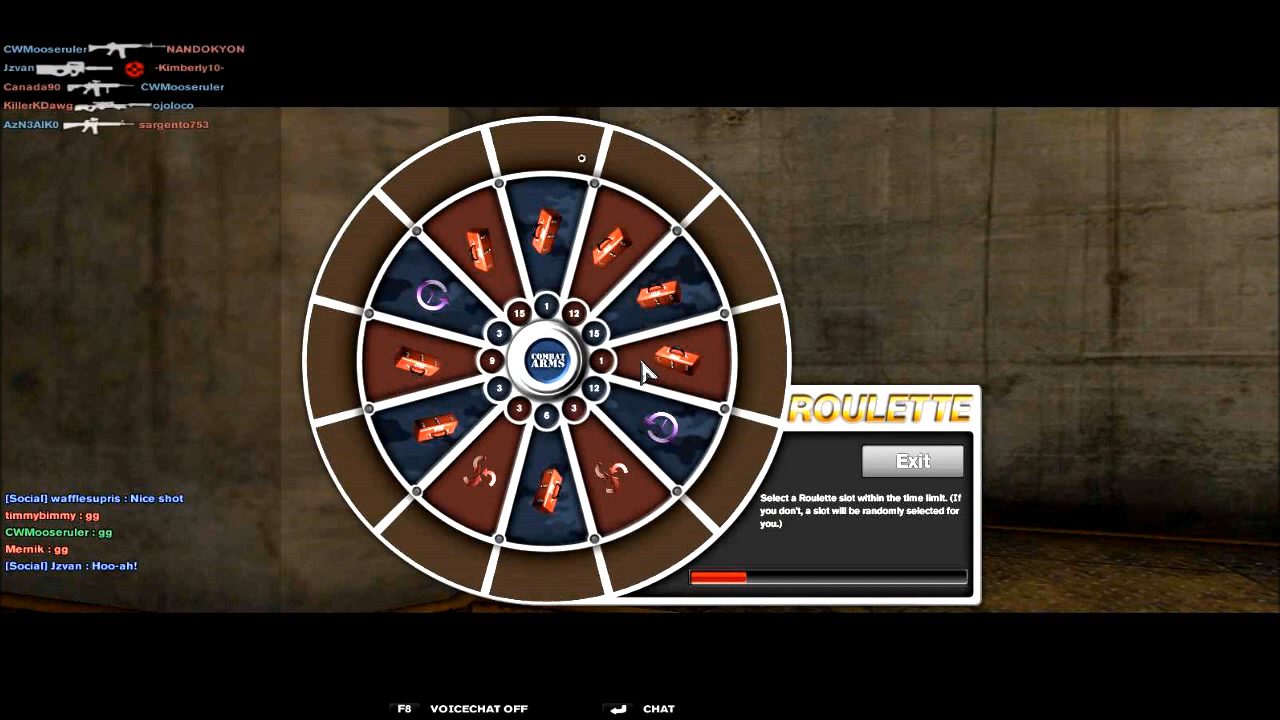 CWMooseruler NANDOKYON
Jzvan -Kimberly10-
Canada90 CWMooseruler
KillerKDawg ojoloco
AzN3AlK0 sargento753
15 1 12
3 15
9 COMBAT ARMS 1
3 12
3 6 3
ROULETTE
Exit
Select a Roulette slot within the time limit. (If
you don't, a slot will be randomly selected for
you.)
[Social] wafflesupris : Nice shot
timmybimmy : gg
CWMooseruler : gg
Mernik : gg
[Social] Jzvan : Hoo-ah!
F8 VOICECHAT OFF CHAT